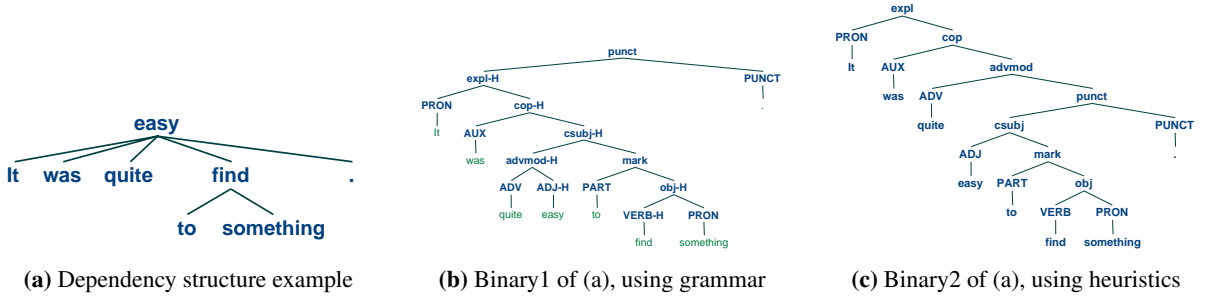 easy
It was quite find .
to something
(a) Dependency structure example
punct
expl-H PUNCT
PRON cop-H .
It AUX csubj-H
was advmod-H mark
ADV ADJ-H PART obj-H
quite easy to VERB-H PRON
find something
(b) Binary1 of (a), using grammar
expl
PRON cop
It AUX advmod
was ADV punct
quite csubj PUNCT
ADJ mark .
easy PART obj
to VERB PRON
find something
(c) Binary2 of (a), using heuristics